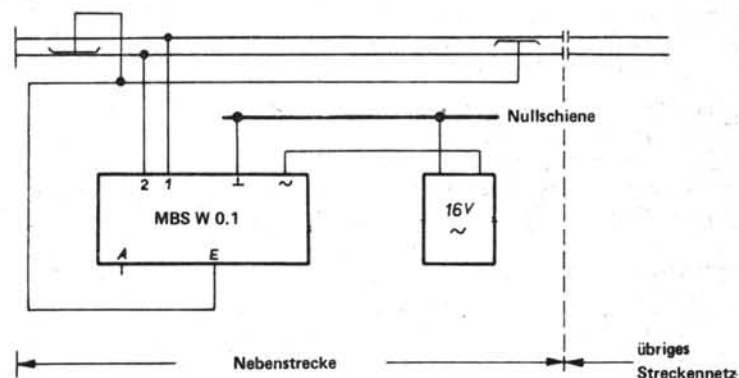 Nullschiene
2 1 ⊥ ~
MBS W 0.1
A E
16V
~
Nebenstrecke
übriges
Streckennetz